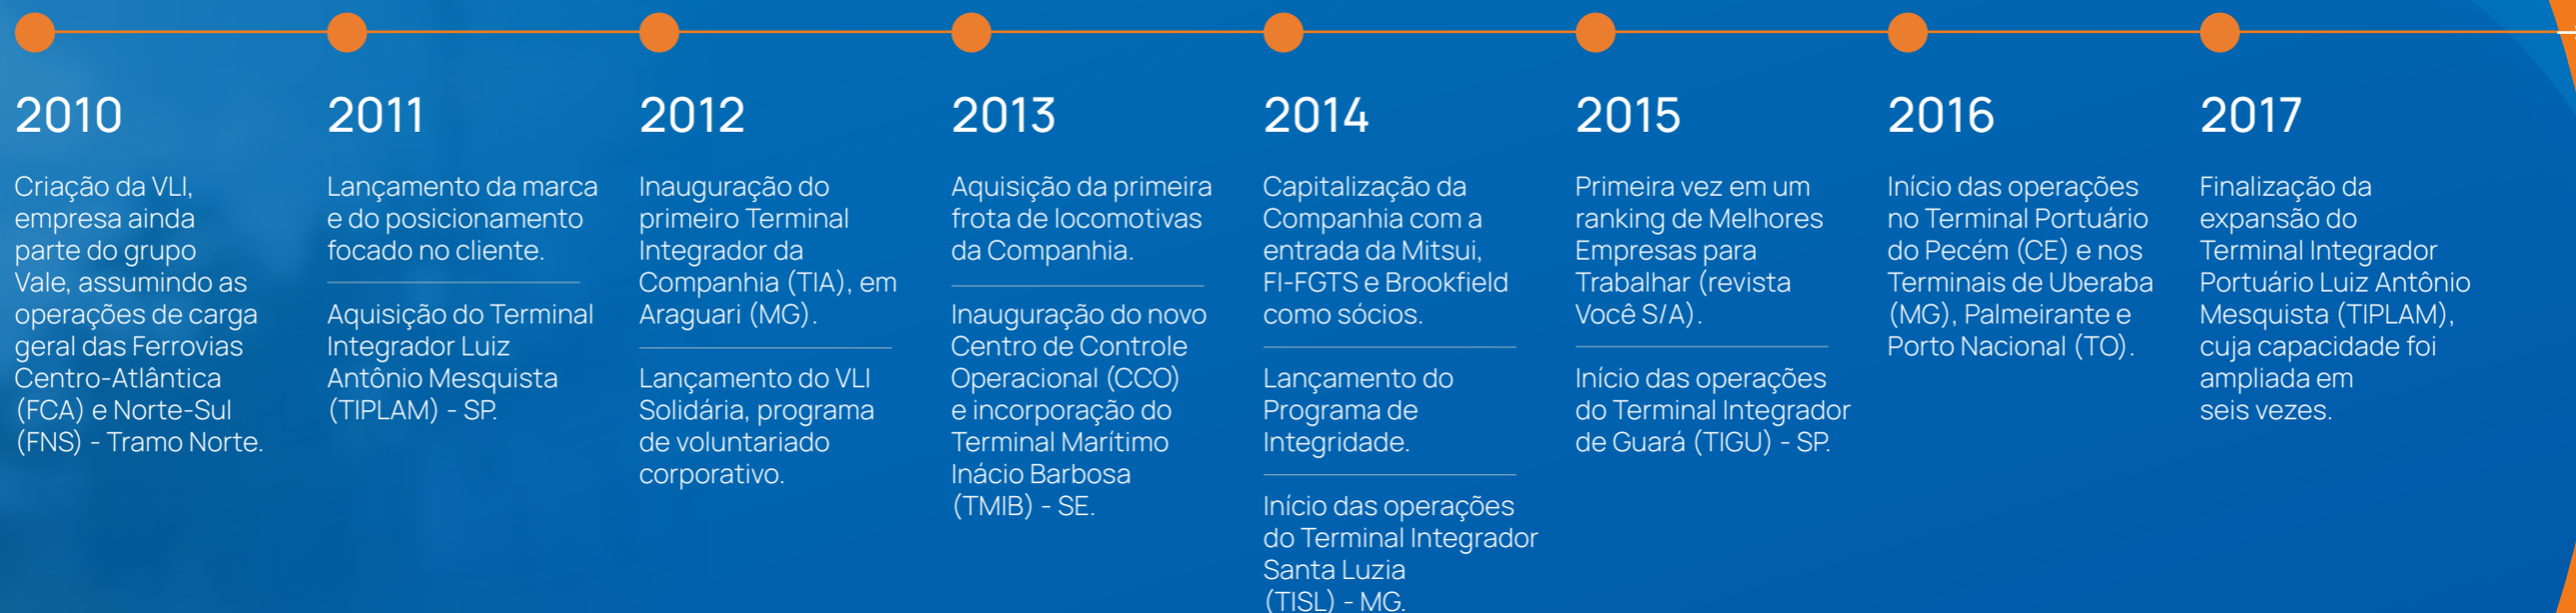 2010
Criação da VLI,
empresa ainda
parte do grupo
Vale, assumindo as
operações de carga
geral das Ferrovias
Centro-Atlântica
(FCA) e Norte-Sul
(FNS) - Tramo Norte.
2011
Lançamento da marca
e do posicionamento
focado no cliente.
Aquisição do Terminal
Integrador Luiz
Antônio Mesquista
(TIPLAM) - SP.
2012
Inauguração do
primeiro Terminal
Integrador da
Companhia (TIA), em
Araguari (MG).
Lançamento do VLI
Solidária, programa
de voluntariado
corporativo.
2013
Aquisição da primeira
frota de locomotivas
da Companhia.
Inauguração do novo
Centro de Controle
Operacional (CCO)
e incorporação do
Terminal Marítimo
Inácio Barbosa
(TMIB) - SE.
2014
Capitalização da
Companhia com a
entrada da Mitsui,
FI-FGTS e Brookfield
como sócios.
Lançamento do
Programa de
Integridade.
Início das operações
do Terminal Integrador
Santa Luzia
(TISL) - MG.
2015
Primeira vez em um
ranking de Melhores
Empresas para
Trabalhar (revista
Você S/A).
Início das operações
do Terminal Integrador
de Guará (TIGU) - SP.
2016
Início das operações
no Terminal Portuário
do Pecém (CE) e nos
Terminais de Uberaba
(MG), Palmeirante e
Porto Nacional (TO).
2017
Finalização da
expansão do
Terminal Integrador
Portuário Luiz Antônio
Mesquista (TIPLAM),
cuja capacidade foi
ampliada em
seis vezes.